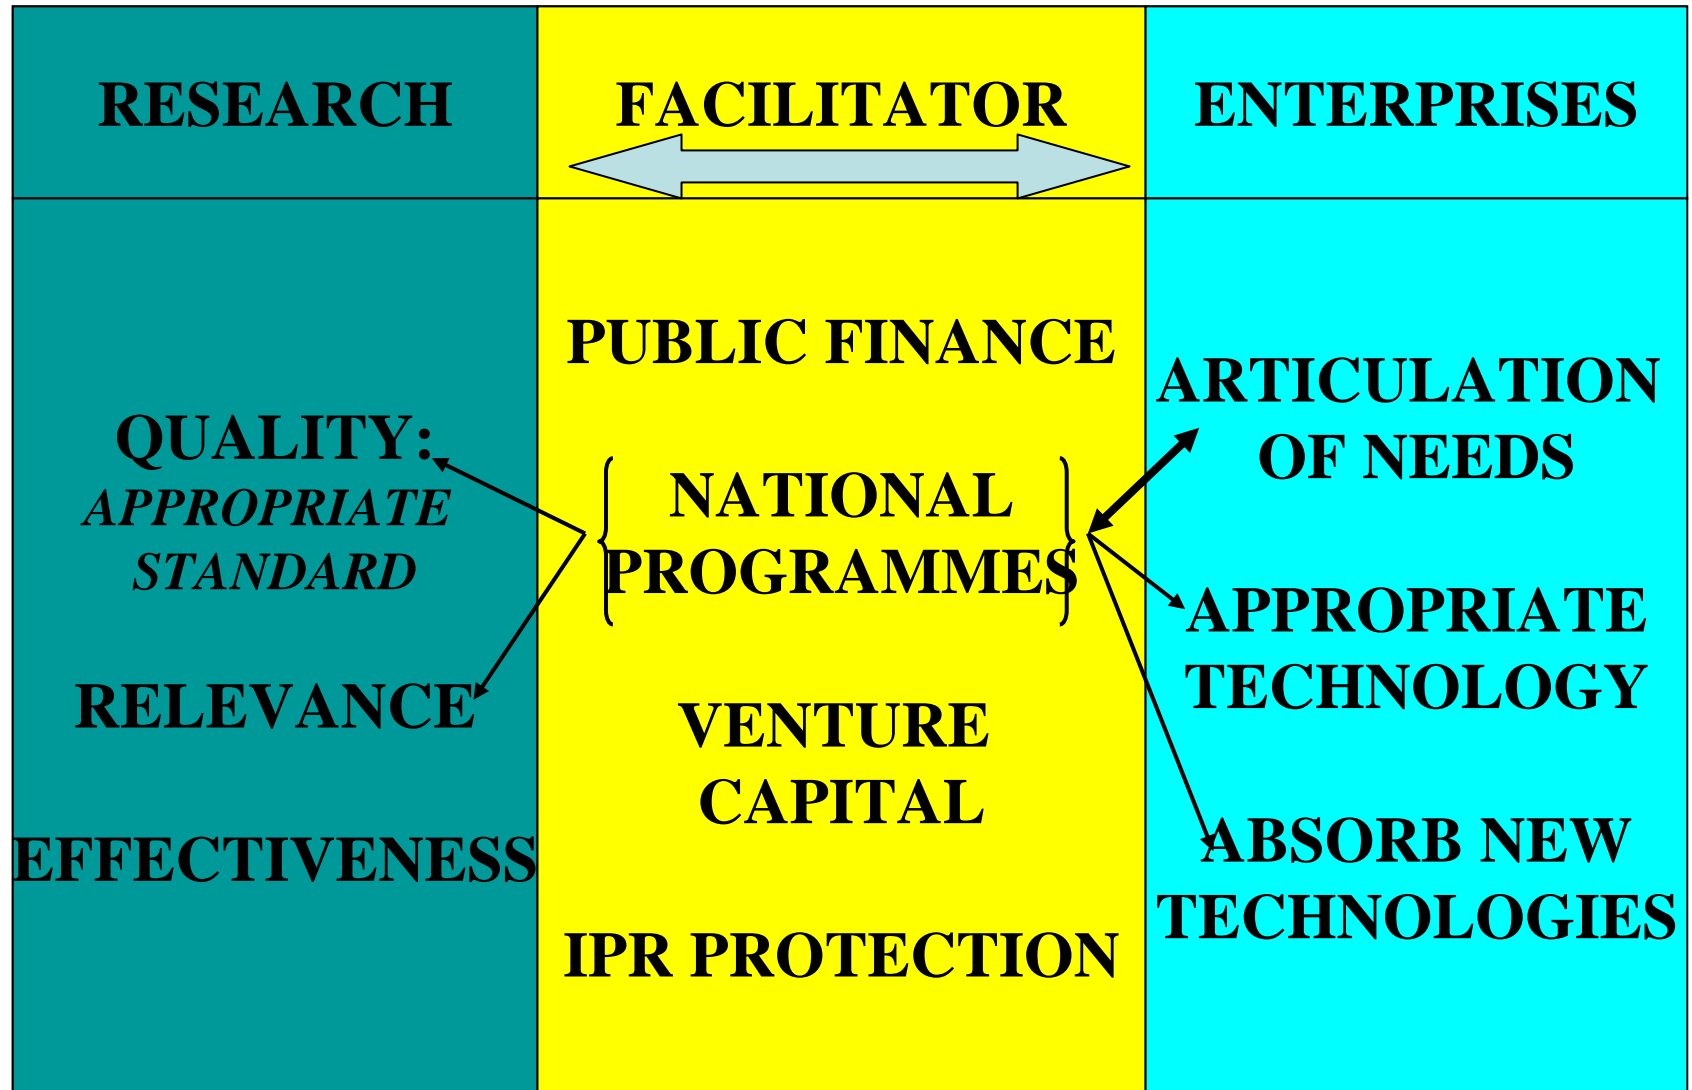 RESEARCH
FACILITATOR
ENTERPRISES
QUALITY:
APPROPRIATE
STANDARD
RELEVANCE
EFFECTIVENESS
PUBLIC FINANCE
NATIONAL
PROGRAMMES
VENTURE
CAPITAL
IPR PROTECTION
ARTICULATION
OF NEEDS
APPROPRIATE
TECHNOLOGY
ABSORB NEW
TECHNOLOGIES